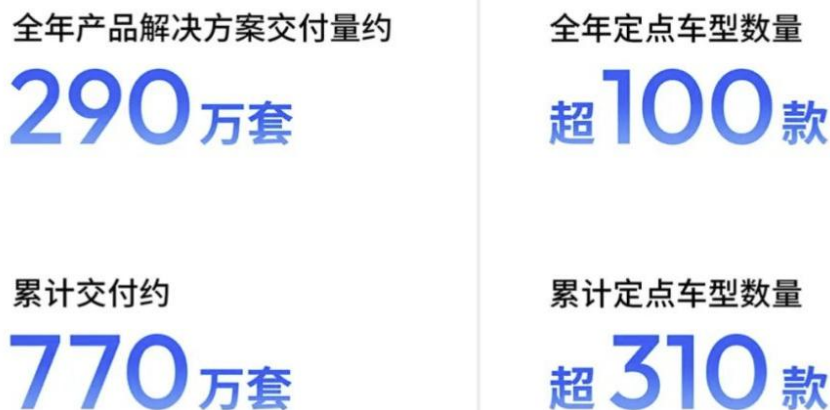 全年产品解决方案交付量约
290万套
全年定点车型数量
超100款
累计交付约
770万套
累计定点车型数量
超310款